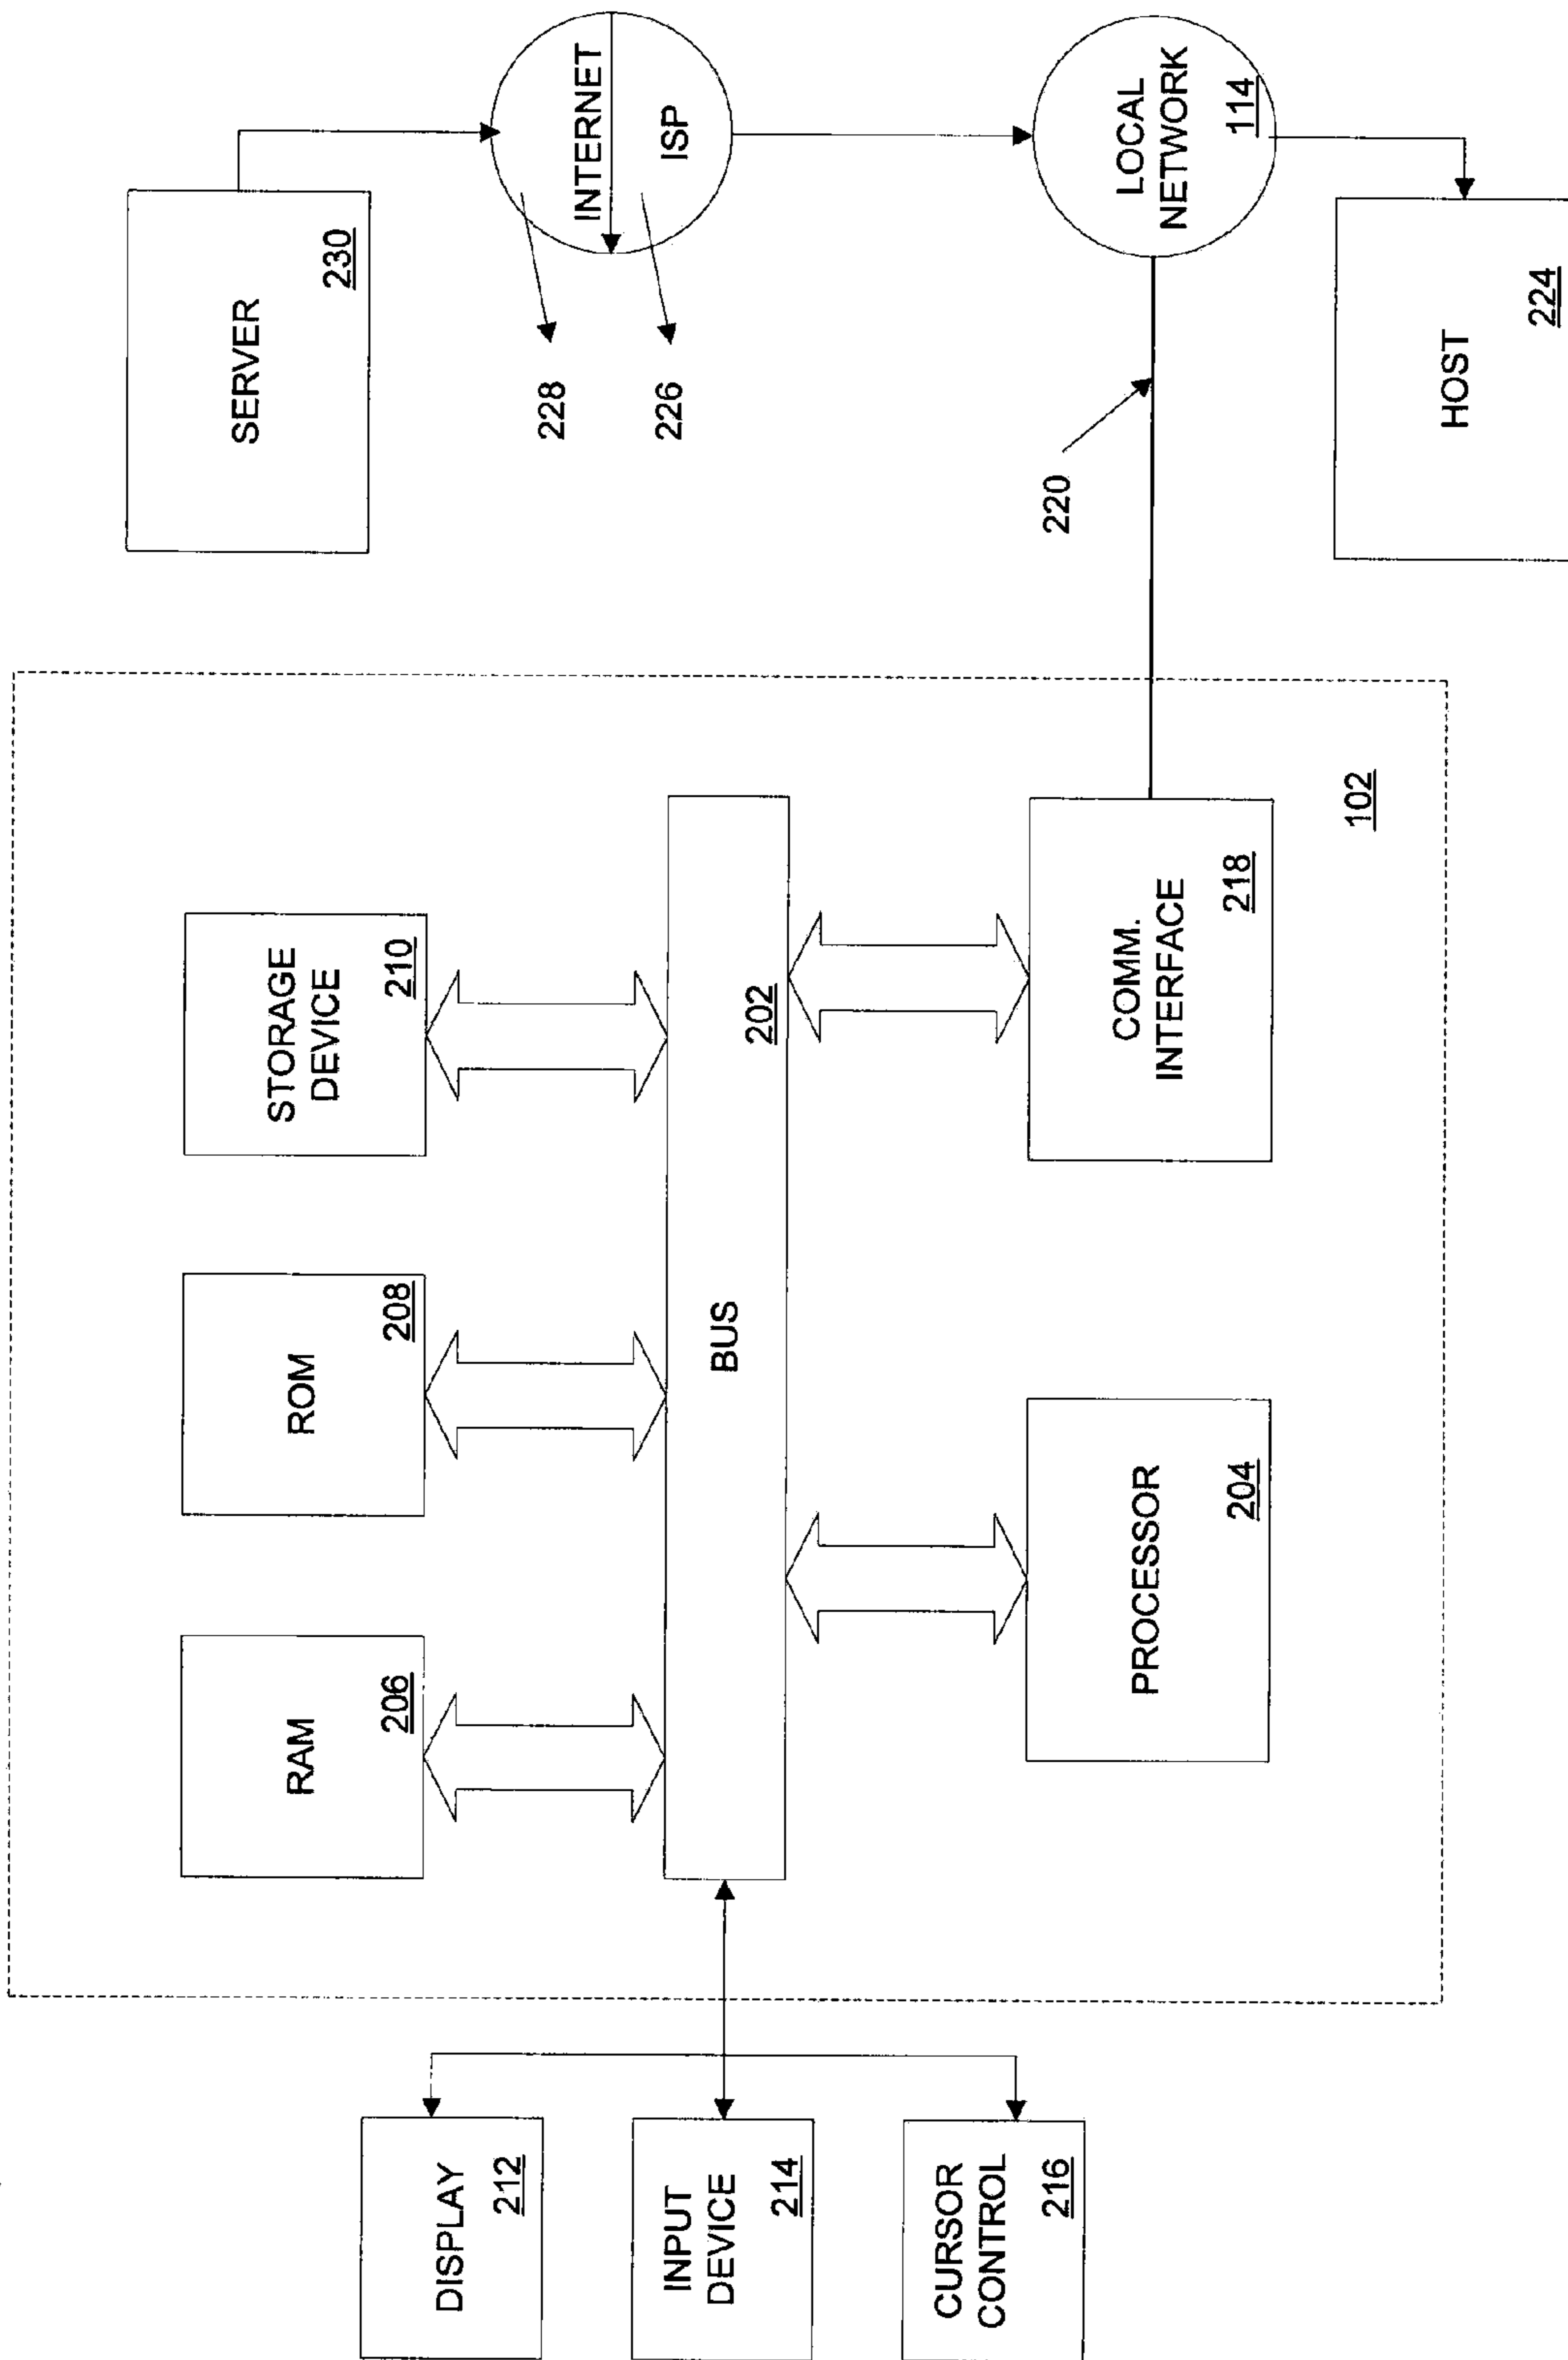 DISPLAY
212
INPUT
DEVICE
214
CURSOR
CONTROL
216
RAM
206
ROM
208
STORAGE
DEVICE
210
BUS
202
PROCESSOR
204
COMM.
INTERFACE
218
102
SERVER
230
INTERNET
ISP
228
226
220
LOCAL
NETWORK
114
HOST
224